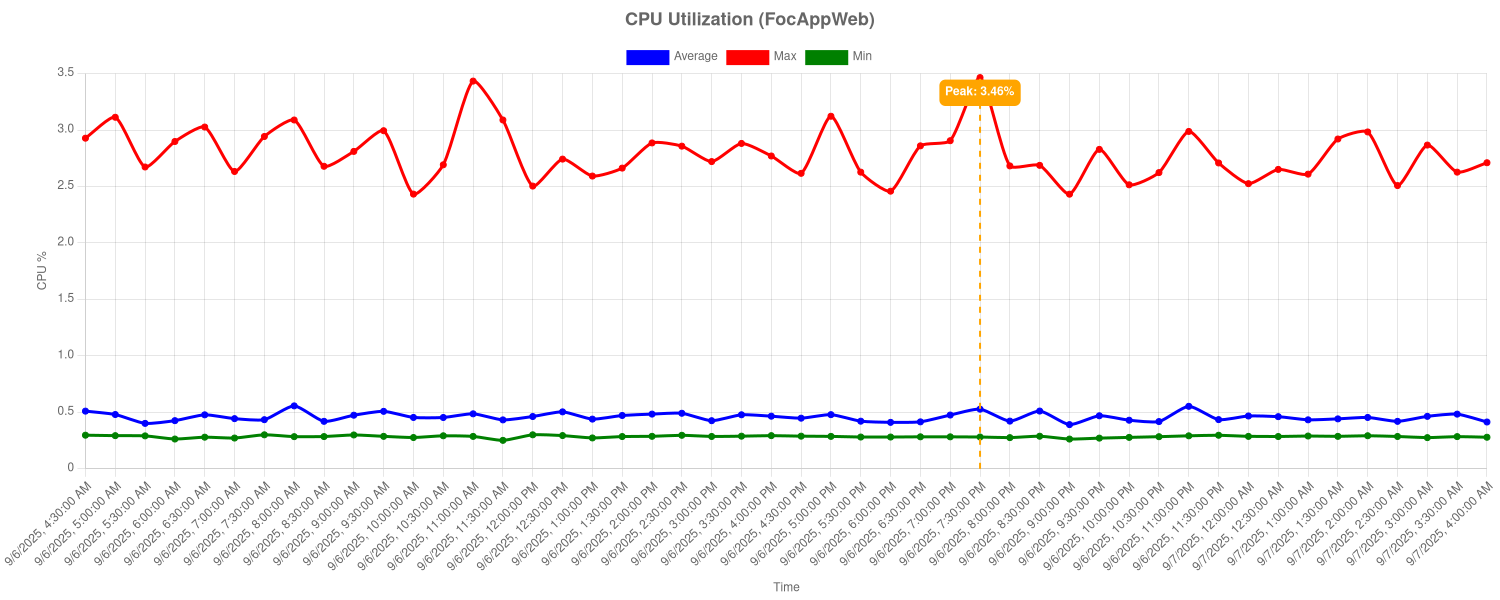 CPU Utilization (FocAppWeb)
Average Max Min
3.5
Peak: 3.46%
3.0
2.5
2.0
CPU %
1.5
1.0
0.5
0
9/6/2025, 4:30:00 AM
9/6/2025, 5:00:00 AM
9/6/2025, 5:30:00 AM
9/6/2025, 6:00:00 AM
9/6/2025, 6:30:00 AM
9/6/2025, 7:00:00 AM
9/6/2025, 7:30:00 AM
9/6/2025, 8:00:00 AM
9/6/2025, 8:30:00 AM
9/6/2025, 9:00:00 AM
9/6/2025, 9:30:00 AM
9/6/2025, 10:00:00 AM
9/6/2025, 10:30:00 AM
9/6/2025, 11:00:00 AM
9/6/2025, 11:30:00 AM
9/6/2025, 12:00:00 PM
9/6/2025, 12:30:00 PM
9/6/2025, 1:00:00 PM
9/6/2025, 1:30:00 PM
9/6/2025, 2:00:00 PM
9/6/2025, 2:30:00 PM
9/6/2025, 3:00:00 PM
9/6/2025, 3:30:00 PM
9/6/2025, 4:00:00 PM
9/6/2025, 4:30:00 PM
9/6/2025, 5:00:00 PM
9/6/2025, 5:30:00 PM
9/6/2025, 6:00:00 PM
9/6/2025, 6:30:00 PM
9/6/2025, 7:00:00 PM
9/6/2025, 7:30:00 PM
9/6/2025, 8:00:00 PM
9/6/2025, 8:30:00 PM
9/6/2025, 9:00:00 PM
9/6/2025, 9:30:00 PM
9/6/2025, 10:00:00 PM
9/6/2025, 10:30:00 PM
9/6/2025, 11:00:00 PM
9/6/2025, 11:30:00 PM
9/7/2025, 12:00:00 AM
9/7/2025, 12:30:00 AM
9/7/2025, 1:00:00 AM
9/7/2025, 1:30:00 AM
9/7/2025, 2:00:00 AM
9/7/2025, 2:30:00 AM
9/7/2025, 3:00:00 AM
9/7/2025, 3:30:00 AM
9/7/2025, 4:00:00 AM
Time